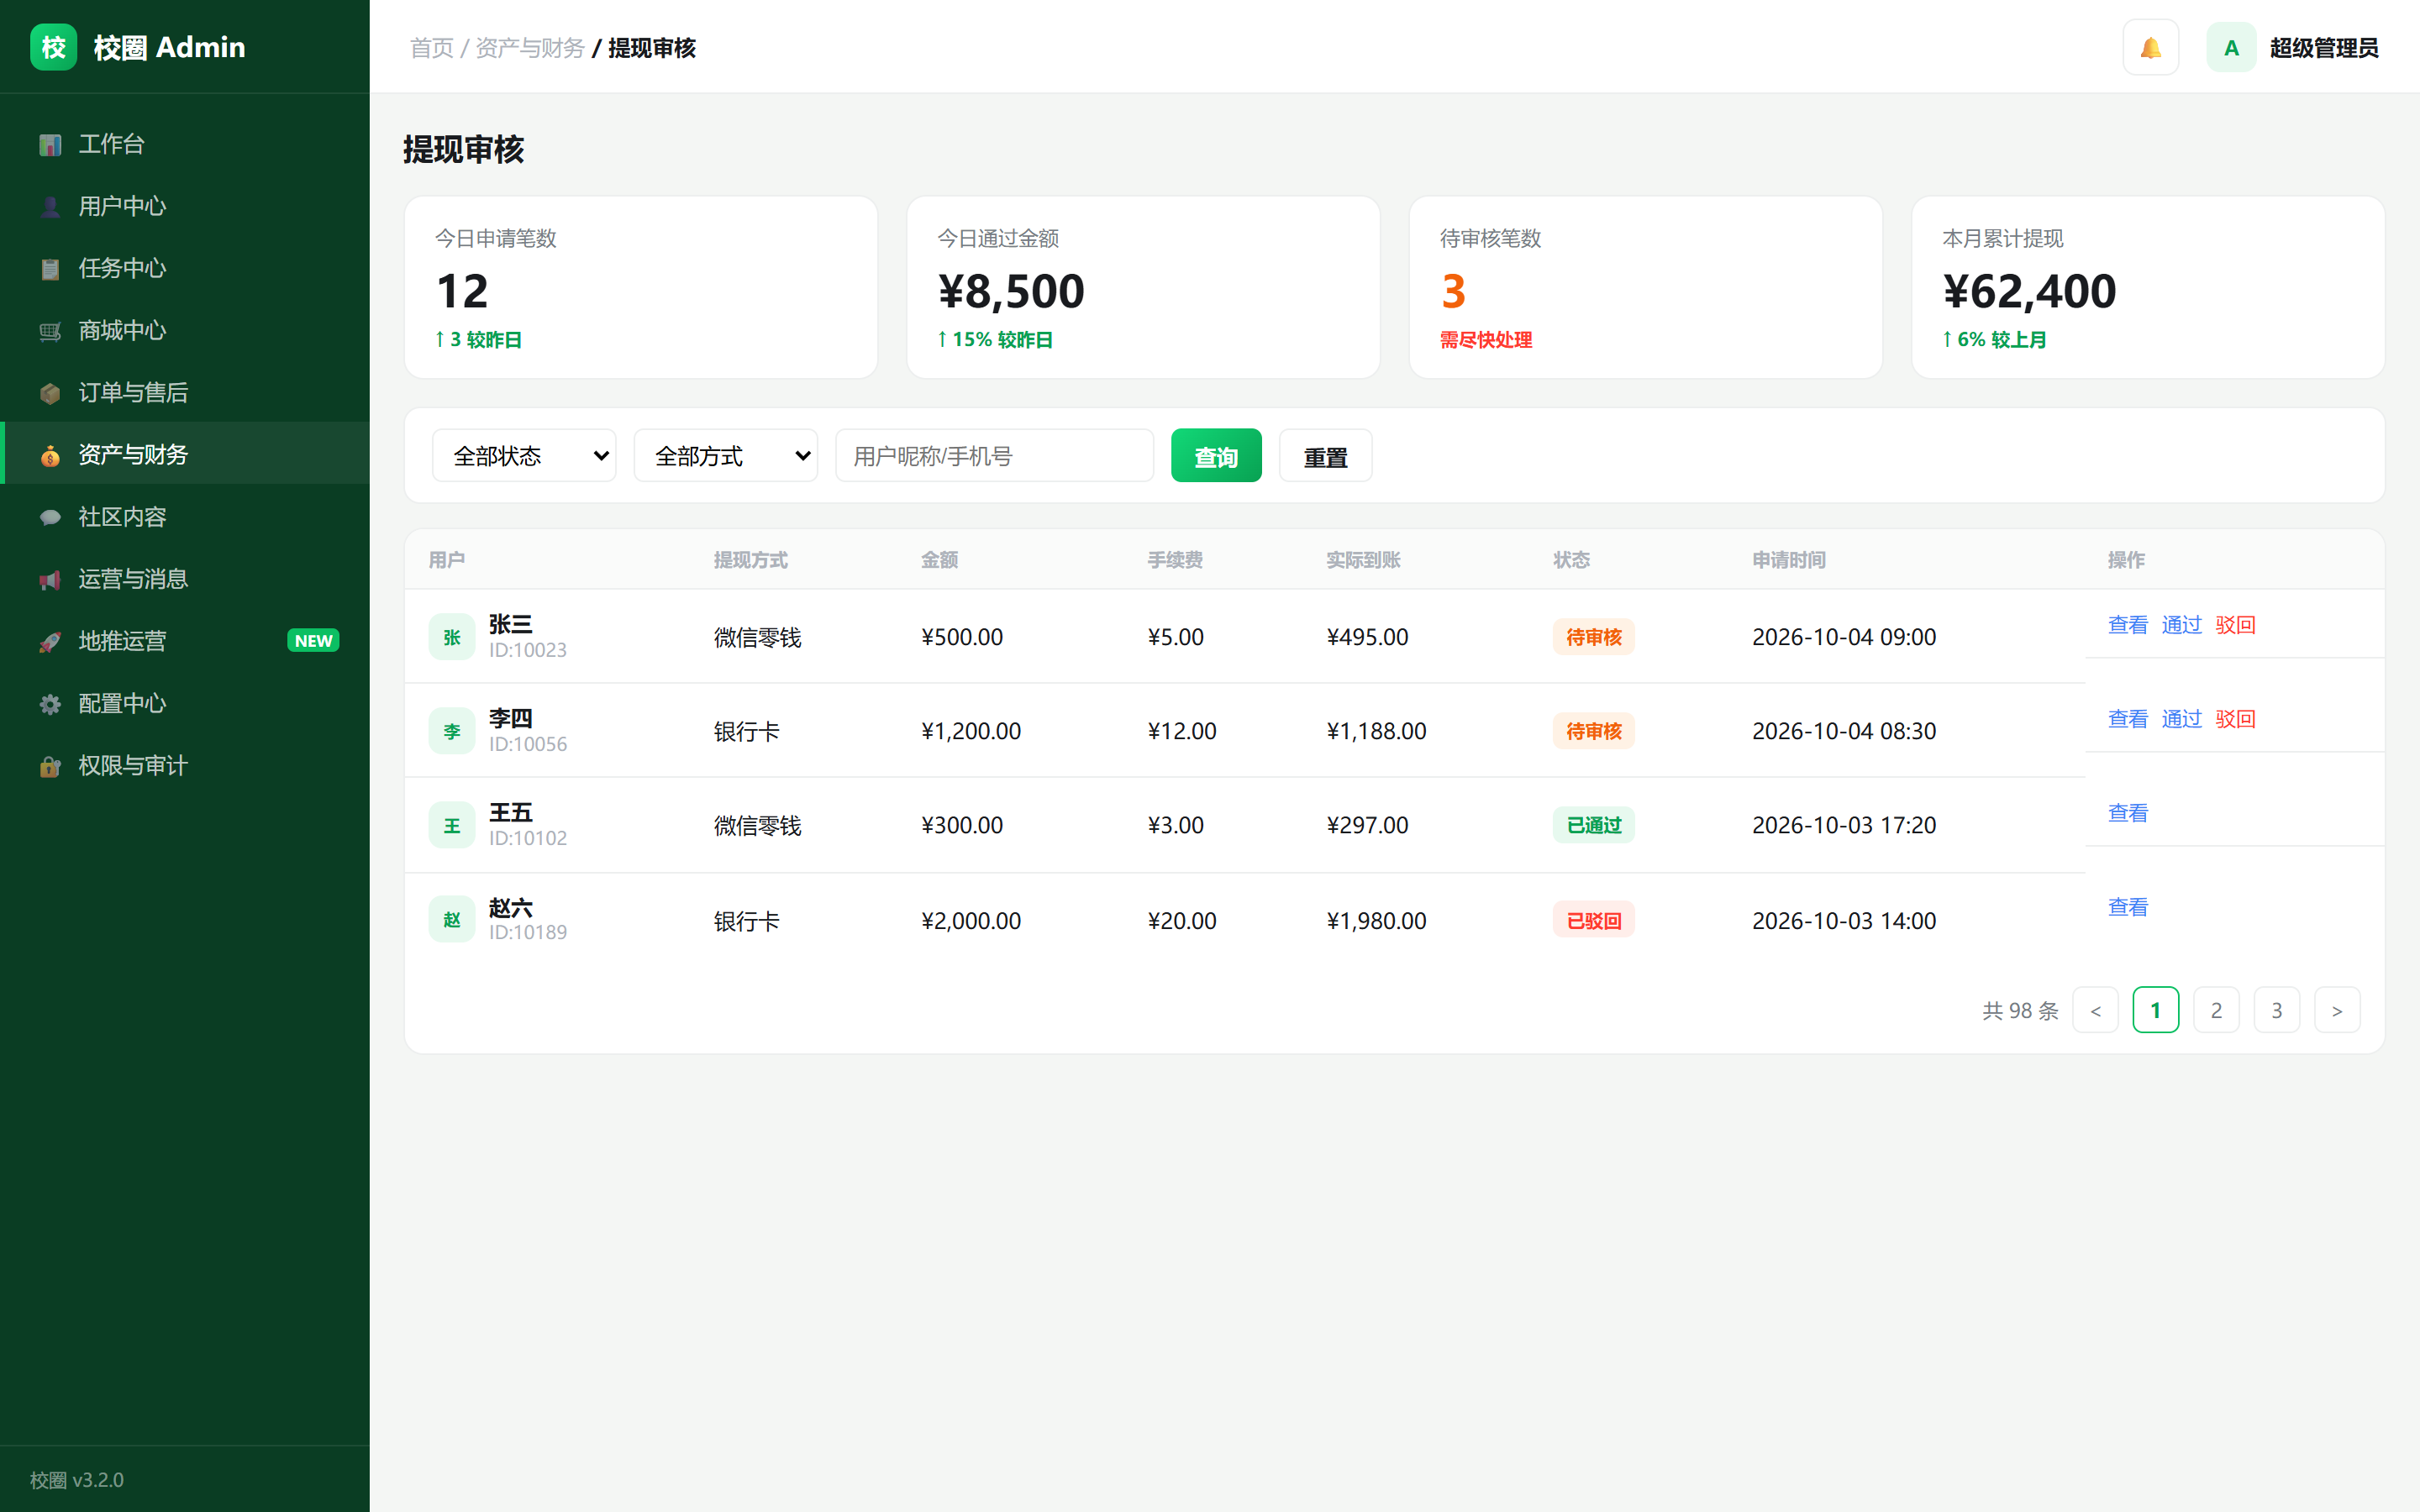 校 校圈 Admin
首页 / 资产与财务 / 提现审核
A 超级管理员
工作台
用户中心
任务中心
商城中心
订单与售后
资产与财务
社区内容
运营与消息
地推运营 NEW
配置中心
权限与审计
校圈 v3.2.0
提现审核
今日申请笔数
12
↑ 3 较昨日
今日通过金额
¥8,500
↑ 15% 较昨日
待审核笔数
3
需尽快处理
本月累计提现
¥62,400
↑ 6% 较上月
全部状态 全部方式 用户昵称/手机号 查询 重置
用户 提现方式 金额 手续费 实际到账 状态 申请时间 操作
张 张三 微信零钱 ¥500.00 ¥5.00 ¥495.00 待审核 2026-10-04 09:00 查看 通过 驳回
ID:10023
李 李四 银行卡 ¥1,200.00 ¥12.00 ¥1,188.00 待审核 2026-10-04 08:30 查看 通过 驳回
ID:10056
王 王五 微信零钱 ¥300.00 ¥3.00 ¥297.00 已通过 2026-10-03 17:20 查看
ID:10102
赵 赵六 银行卡 ¥2,000.00 ¥20.00 ¥1,980.00 已驳回 2026-10-03 14:00 查看
ID:10189
共 98 条 < 1 2 3 >